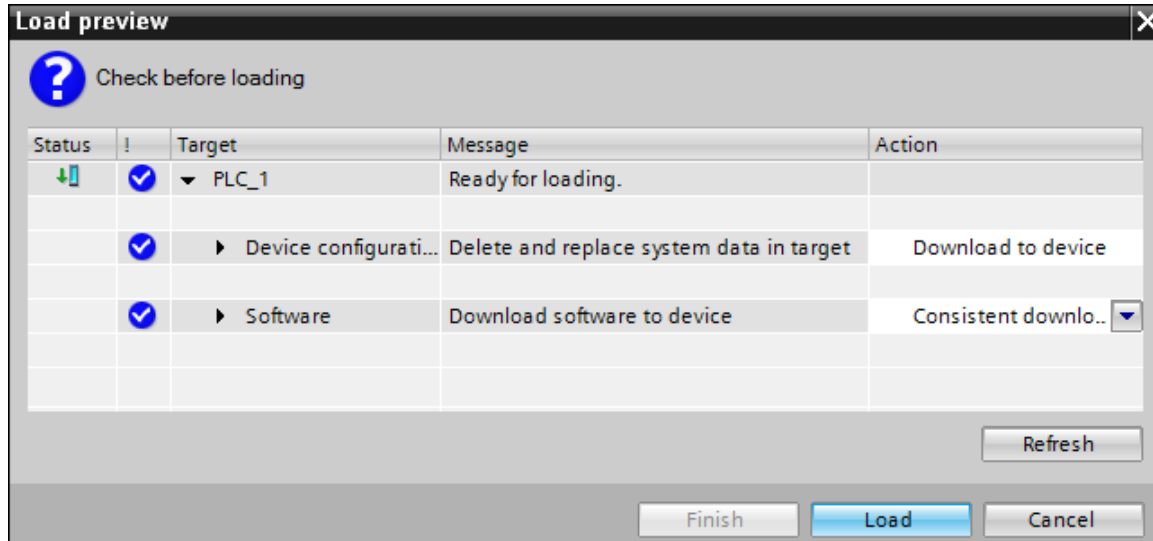 Load preview
Check before loading
Status ! Target Message Action
PLC_1 Ready for loading.
Device configurati... Delete and replace system data in target Download to device
Software Download software to device Consistent downlo..
Refresh
Finish Load Cancel